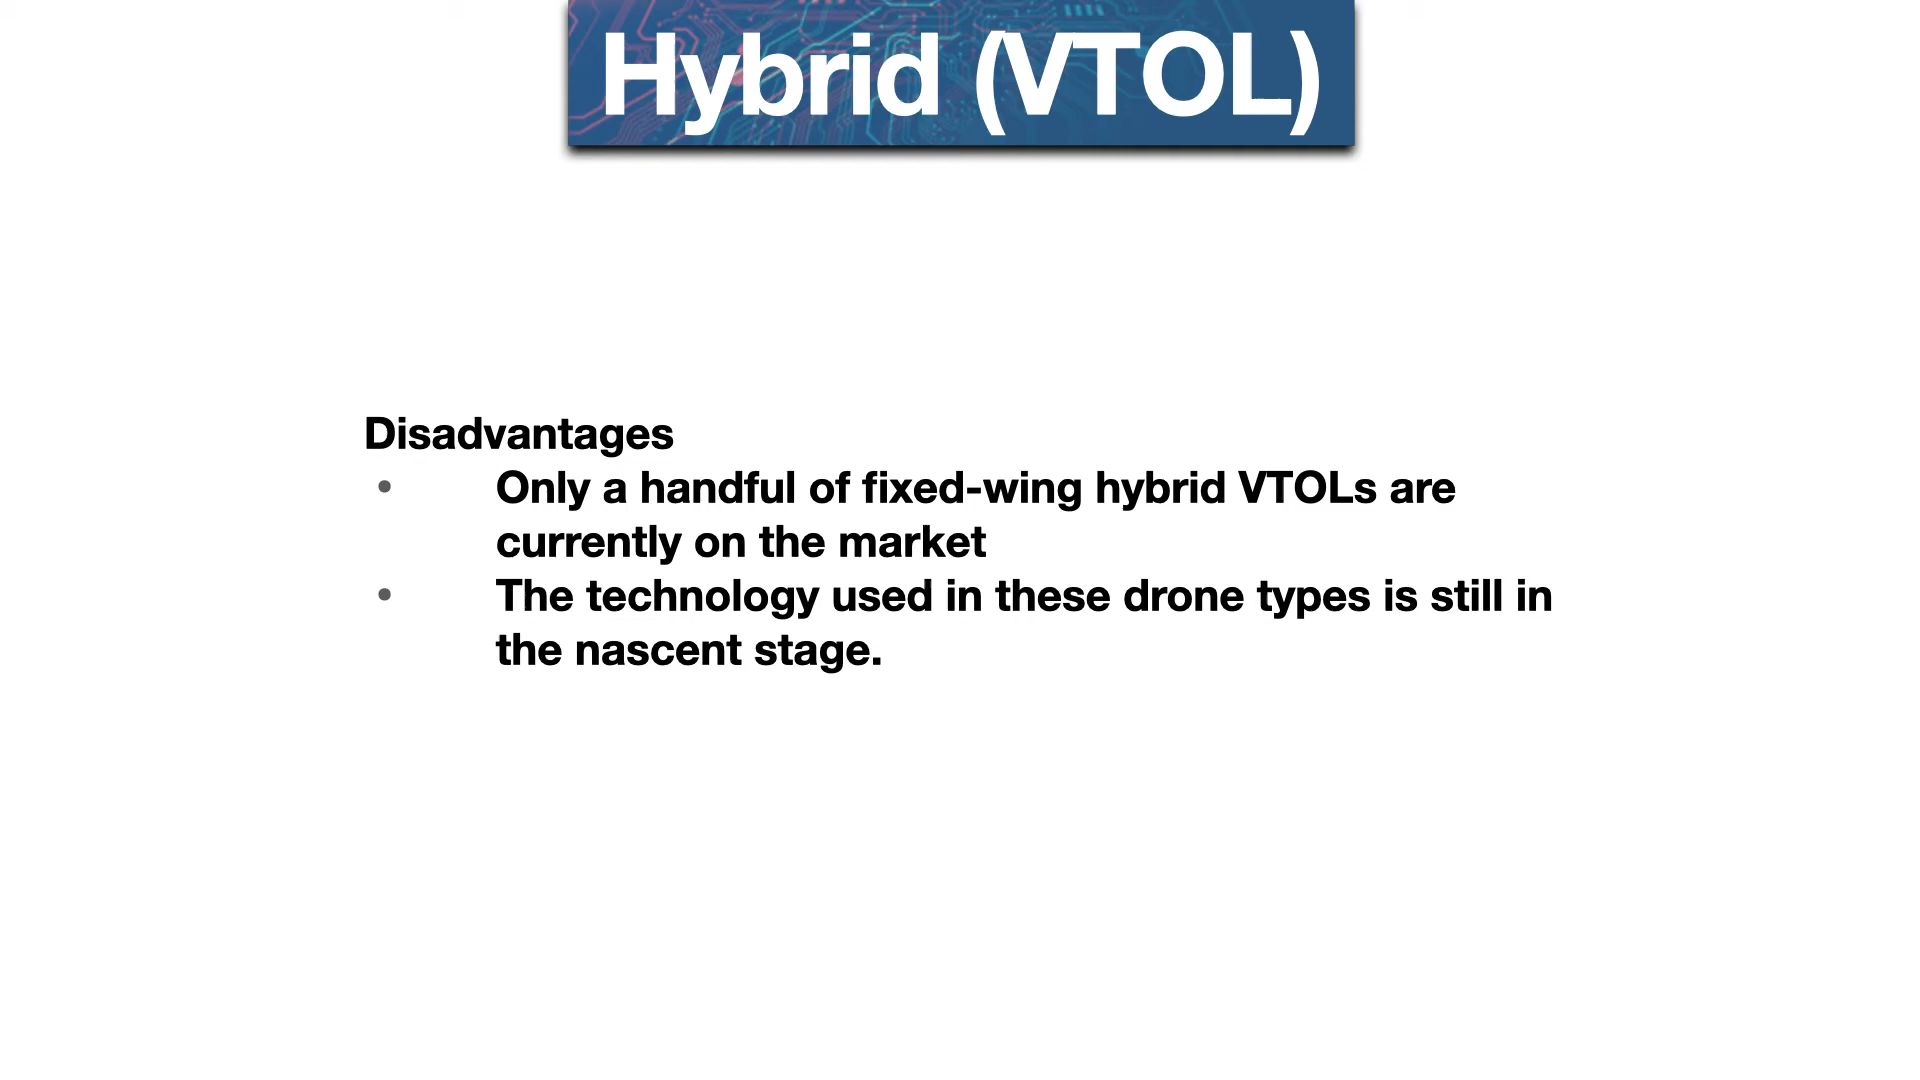 Hybrid (VTOL)
Disadvantages
• Only a handful of fixed-wing hybrid VTOLs are
currently on the market
• The technology used in these drone types is still in
the nascent stage.